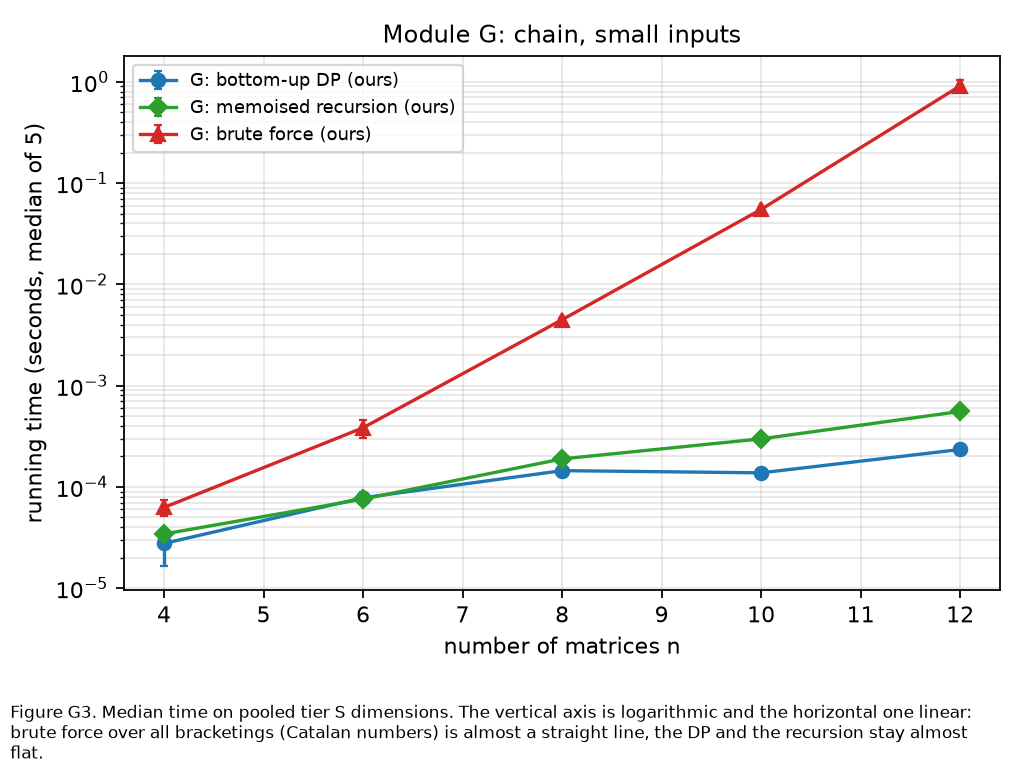 Module G: chain, small inputs
G: bottom-up DP (ours)
G: memoised recursion (ours)
G: brute force (ours)
running time (seconds, median of 5)
10⁰
10⁻¹
10⁻²
10⁻³
10⁻⁴
10⁻⁵
4 5 6 7 8 9 10 11 12
number of matrices n
Figure G3. Median time on pooled tier S dimensions. The vertical axis is logarithmic and the horizontal one linear:
brute force over all bracketings (Catalan numbers) is almost a straight line, the DP and the recursion stay almost
flat.